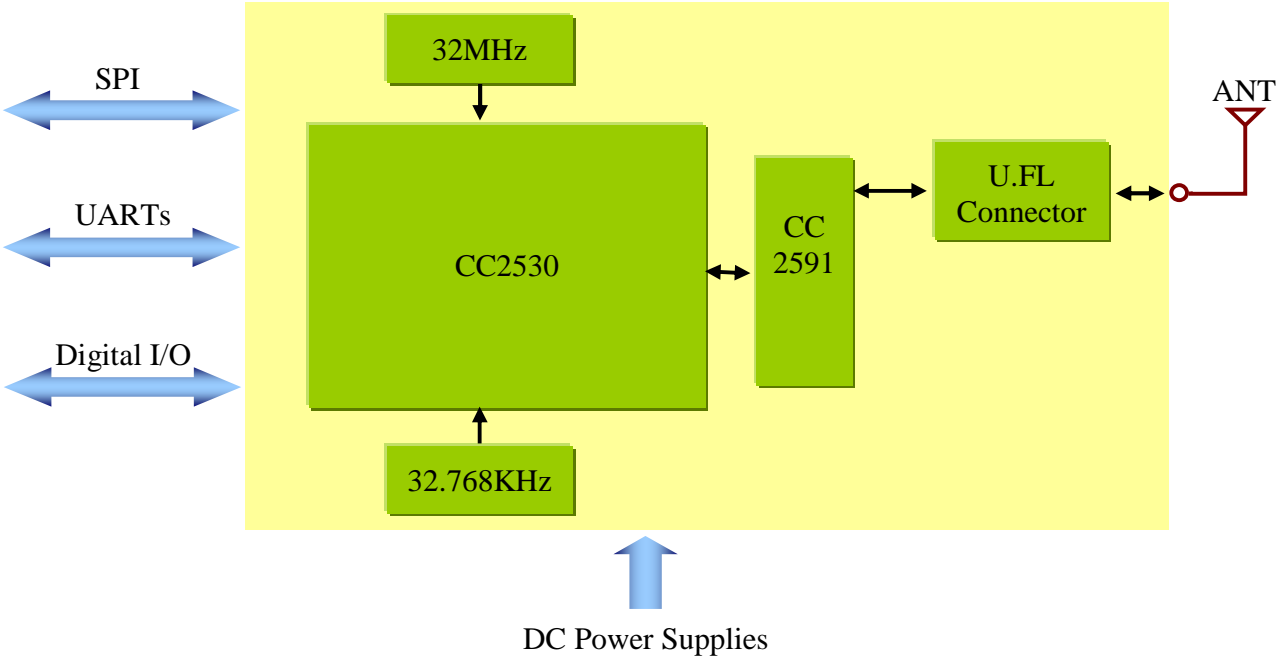 32MHz
SPI
ANT
U.FL
Connector
UARTs
CC
2591
CC2530
Digital I/O
32.768KHz
DC Power Supplies